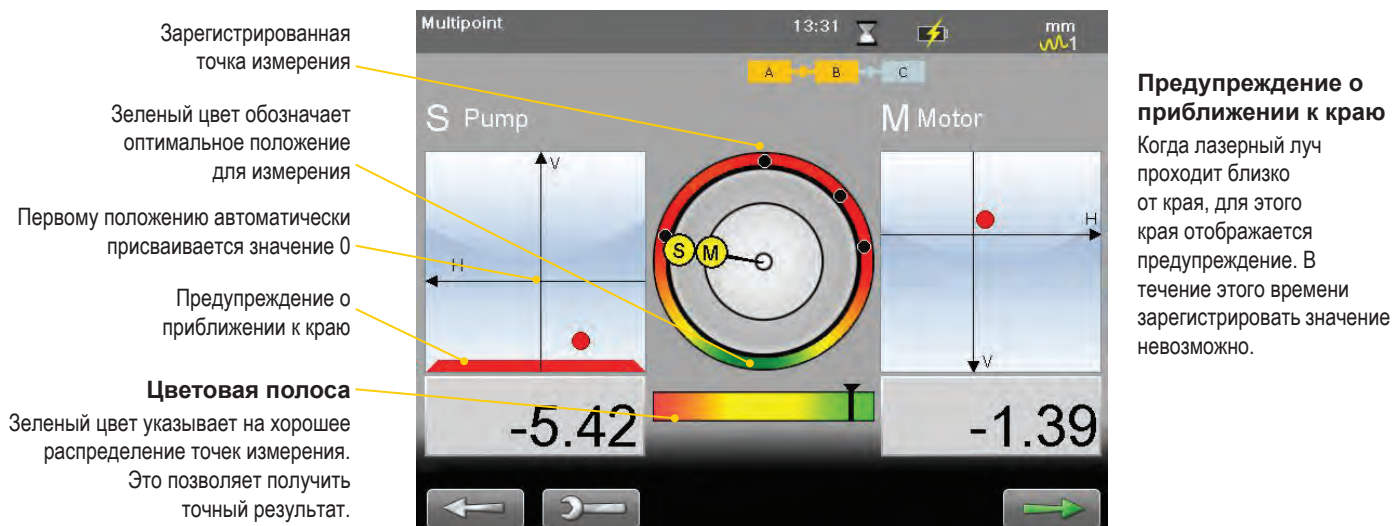 Зарегистрированная
точка измерения
Зеленый цвет обозначает
оптимальное положение
для измерения
Первому положению автоматически
присваивается значение 0
Предупреждение о
приближении к краю
Цветовая полоса
Зеленый цвет указывает на хорошее
распределение точек измерения.
Это позволяет получить
точный результат.
Multipoint
13:31
mm
1
A
B
C
S Pump
M Motor
V
H
S
M
H
V
-5.42
-1.39
Предупреждение о
приближении к краю
Когда лазерный луч
проходит близко
от края, для этого
края отображается
предупреждение. В
течение этого времени
зарегистрировать значение
невозможно.